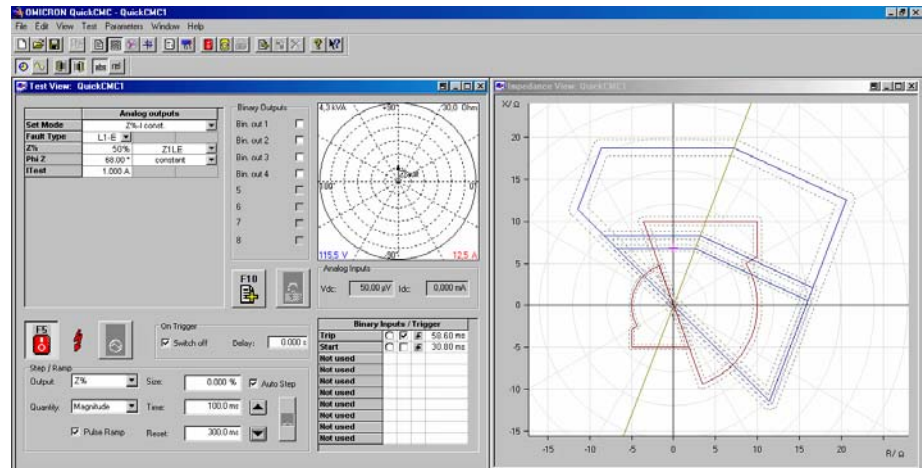 OMICRON QuickCMC - QuickCMC1
File Edit View Test Parameters Window Help
abs rel
Test View: QuickCMC1
Analog outputs
Set Mode Z%-I const.
Fault Type L1-E
Z% 50% Z1LE
Phi Z 68.00 ° constant
ITest 1.000 A
Binary Outputs
Bin. out 1
Bin. out 2
Bin. out 3
Bin. out 4
5
6
7
8
4,3 kVA +90° 30,0 Ohm
180° 0°
115,5 V -90° 12,5 A
F10
Analog Inputs
Vdc: 50,00 µV Idc: 0,000 mA
F5
On Trigger
Switch off Delay: 0.000 s
Binary Inputs / Trigger
Trip 58.60 ms
Start 30.80 ms
Not used
Not used
Not used
Not used
Not used
Not used
Not used
Not used
Step / Ramp
Output: Z% Size: 0.000 % Auto Step
Quantity: Magnitude Time: 100.0 ms
Pulse Ramp Reset: 300.0 ms
Impedance View: QuickCMC1
X/Ω
20
15
10
5
0
-5
-10
-15
-15 -10 -5 0 5 10 15 20
R/Ω